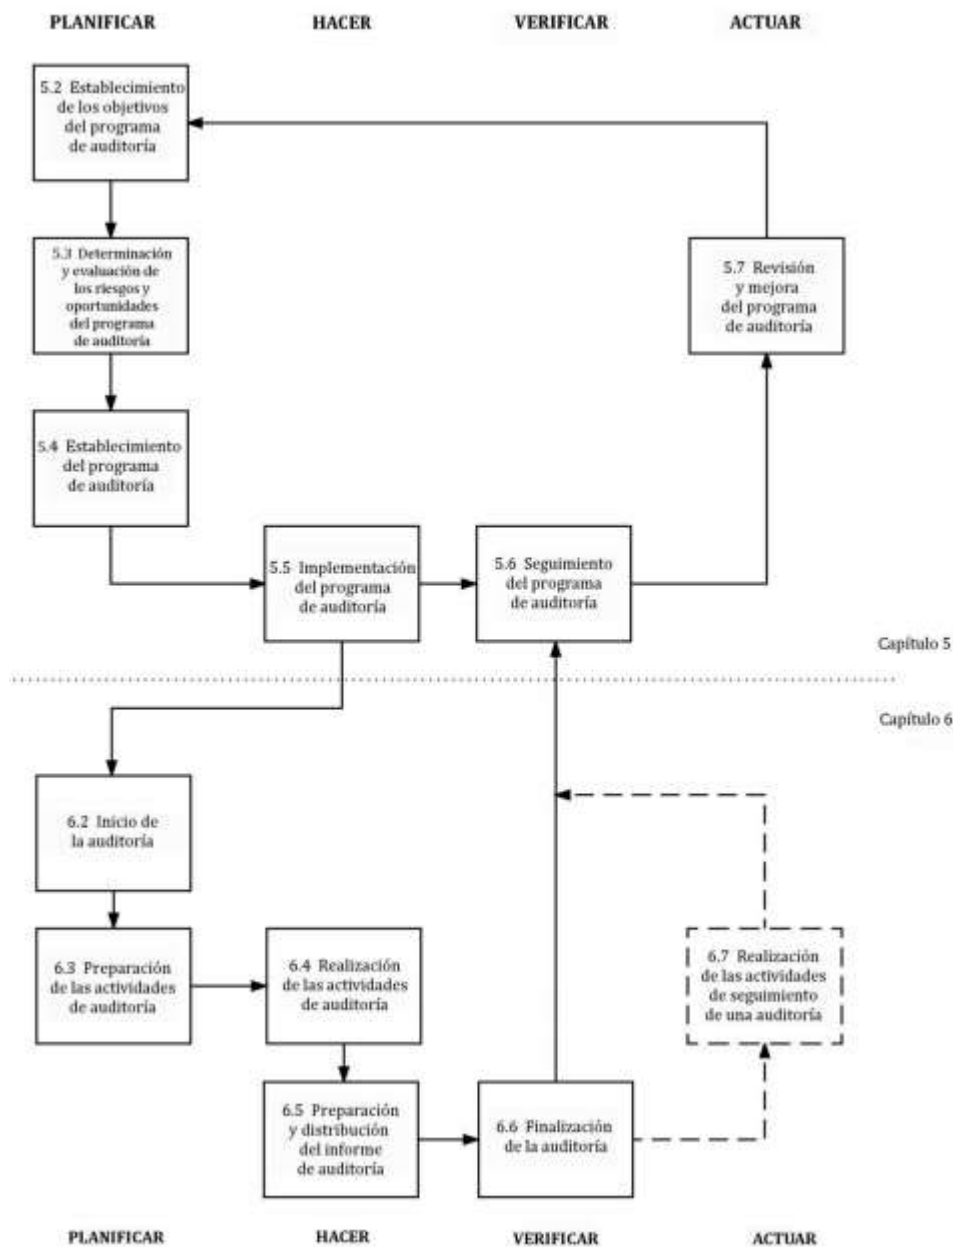 PLANIFICAR
HACER
VERIFICAR
ACTUAR
5.2 Establecimiento
de los objetivos
del programa
de auditoría
5.3 Determinación
y evaluación de
los riesgos y
oportunidades
del programa
de auditoría
5.7 Revisión
y mejora
del programa
de auditoría
5.4 Establecimiento
del programa
de auditoría
5.5 Implementación
del programa
de auditoría
5.6 Seguimiento
del programa
de auditoría
Capítulo 5
Capítulo 6
6.2 Inicio de
la auditoría
6.3 Preparación
de las actividades
de auditoría
6.4 Realización
de las actividades
de auditoría
6.7 Realización
de las actividades
de seguimiento
de una auditoría
6.5 Preparación
y distribución
del informe
de auditoría
6.6 Finalización
de la auditoría
PLANIFICAR
HACER
VERIFICAR
ACTUAR